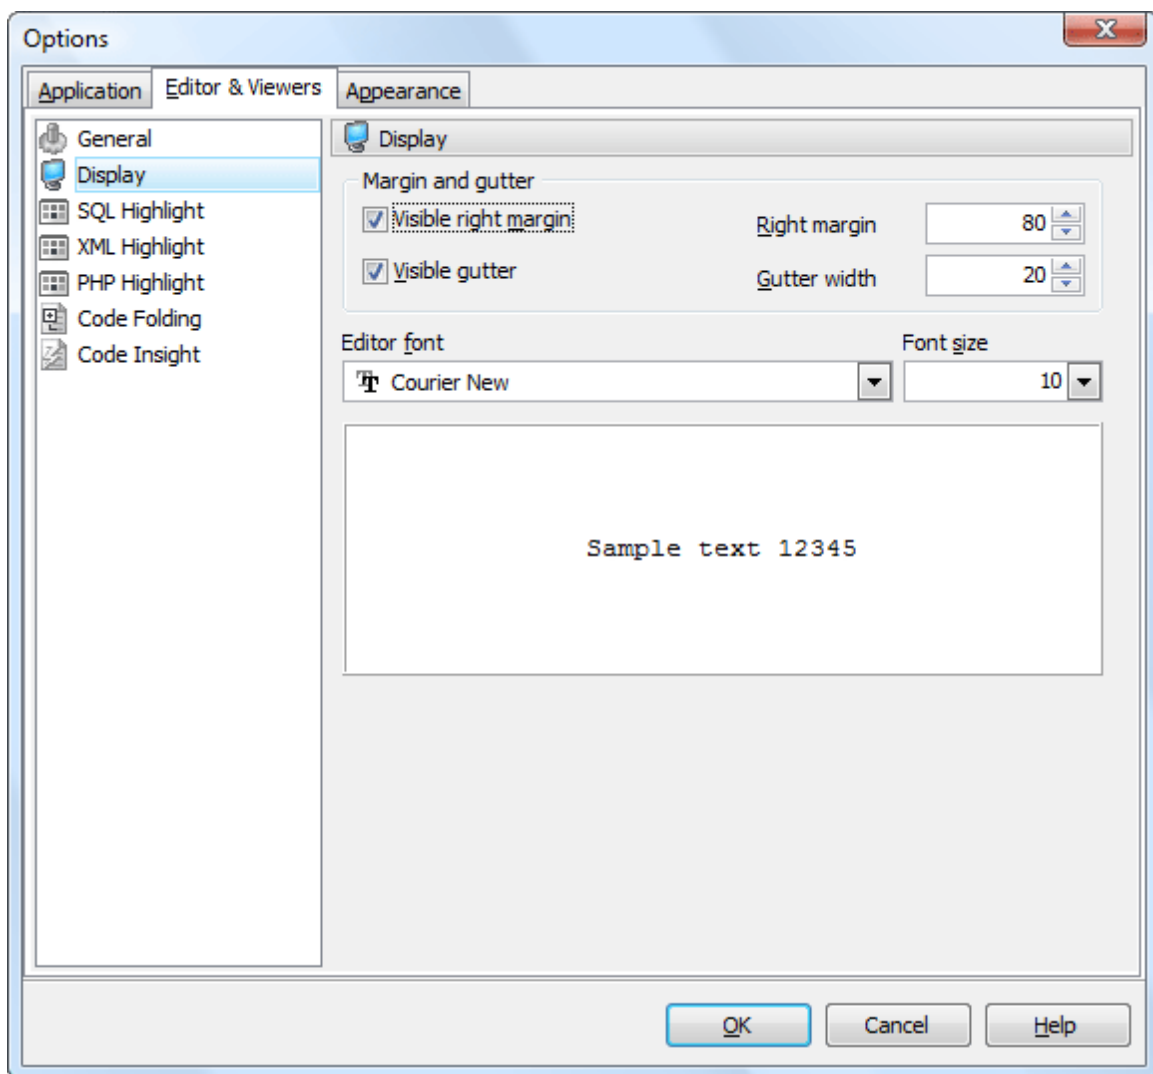 Options
Application Editor & Viewers Appearance
General
Display
SQL Highlight
XML Highlight
PHP Highlight
Code Folding
Code Insight
Display
Margin and gutter
Visible right margin Right margin 80
Visible gutter Gutter width 20
Editor font Font size
Courier New 10
Sample text 12345
OK Cancel Help